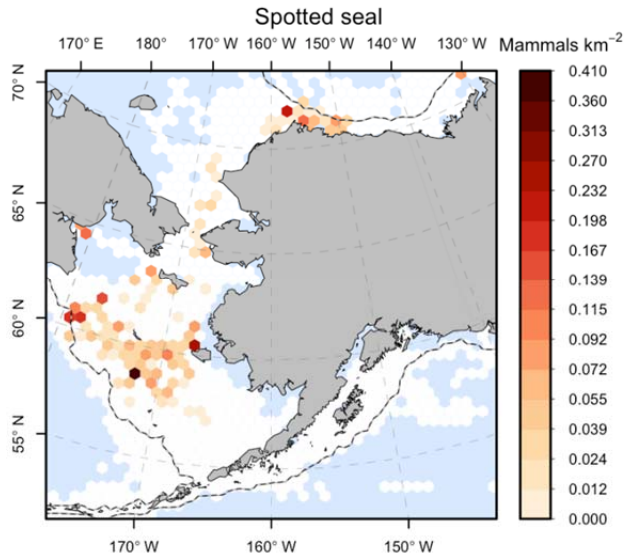 Spotted seal
170° E 180° 170° W 160° W 150° W 140° W 130° W
Mammals km⁻²
70° N
65° N
60° N
55° N
0.410
0.360
0.313
0.270
0.232
0.198
0.167
0.139
0.115
0.092
0.072
0.055
0.039
0.024
0.012
0.000
170° W 160° W 150° W